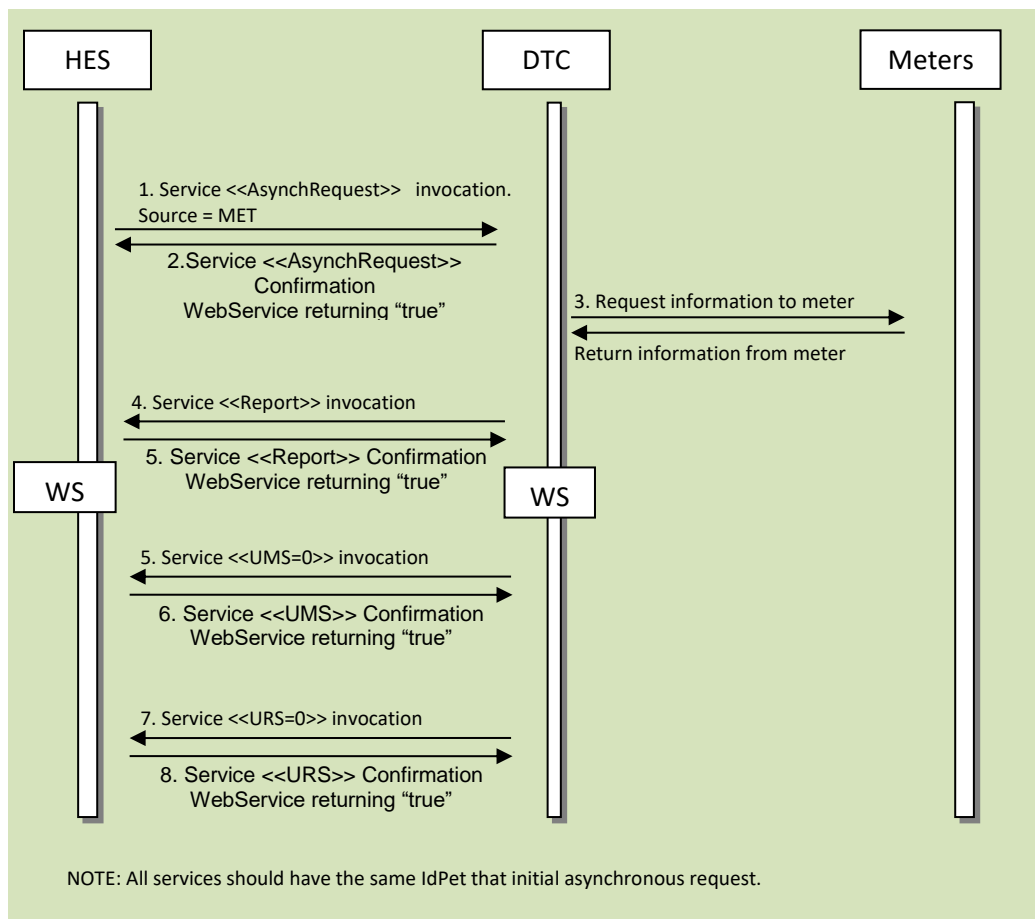 HES
DTC
Meters
1. Service <<AsynchRequest>> invocation.
Source = MET
2.Service <<AsynchRequest>>
Confirmation
WebService returning “true”
3. Request information to meter
Return information from meter
4. Service <<Report>> invocation
5. Service <<Report>> Confirmation
WebService returning “true”
WS
WS
5. Service <<UMS=0>> invocation
6. Service <<UMS>> Confirmation
WebService returning “true”
7. Service <<URS=0>> invocation
8. Service <<URS>> Confirmation
WebService returning “true”
NOTE: All services should have the same IdPet that initial asynchronous request.